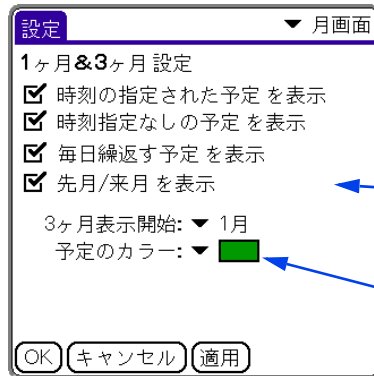 設定 ▼ 月画面
1ヶ月&3ヶ月 設定
時刻の指定された予定 を表示
時刻指定なしの予定 を表示
毎日繰返す予定 を表示
先月/来月 を表示
3ヶ月表示開始: ▼ 1月
予定のカラー: ▼
OK キャンセル 適用